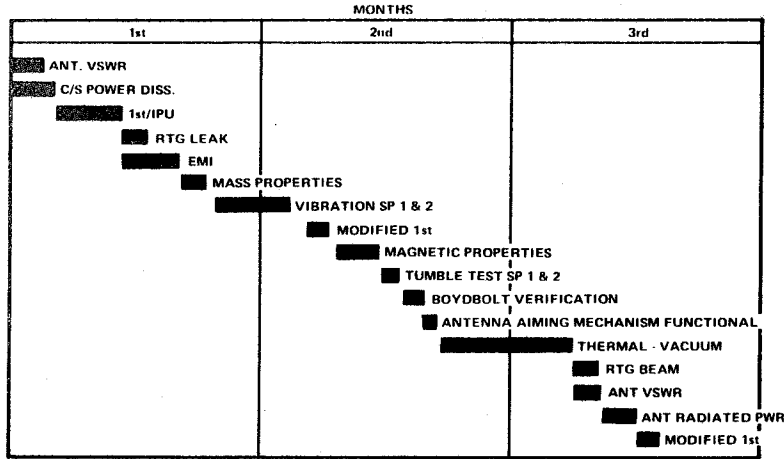 MONTHS
1st 2nd 3rd
ANT. VSWR
C/S POWER DISS.
1st/IPU
RTG LEAK
EMI
MASS PROPERTIES
VIBRATION SP 1 & 2
MODIFIED 1st
MAGNETIC PROPERTIES
TUMBLE TEST SP 1 & 2
BOYDBOLT VERIFICATION
ANTENNA AIMING MECHANISM FUNCTIONAL
THERMAL - VACUUM
RTG BEAM
ANT VSWR
ANT RADIATED PWR
MODIFIED 1st